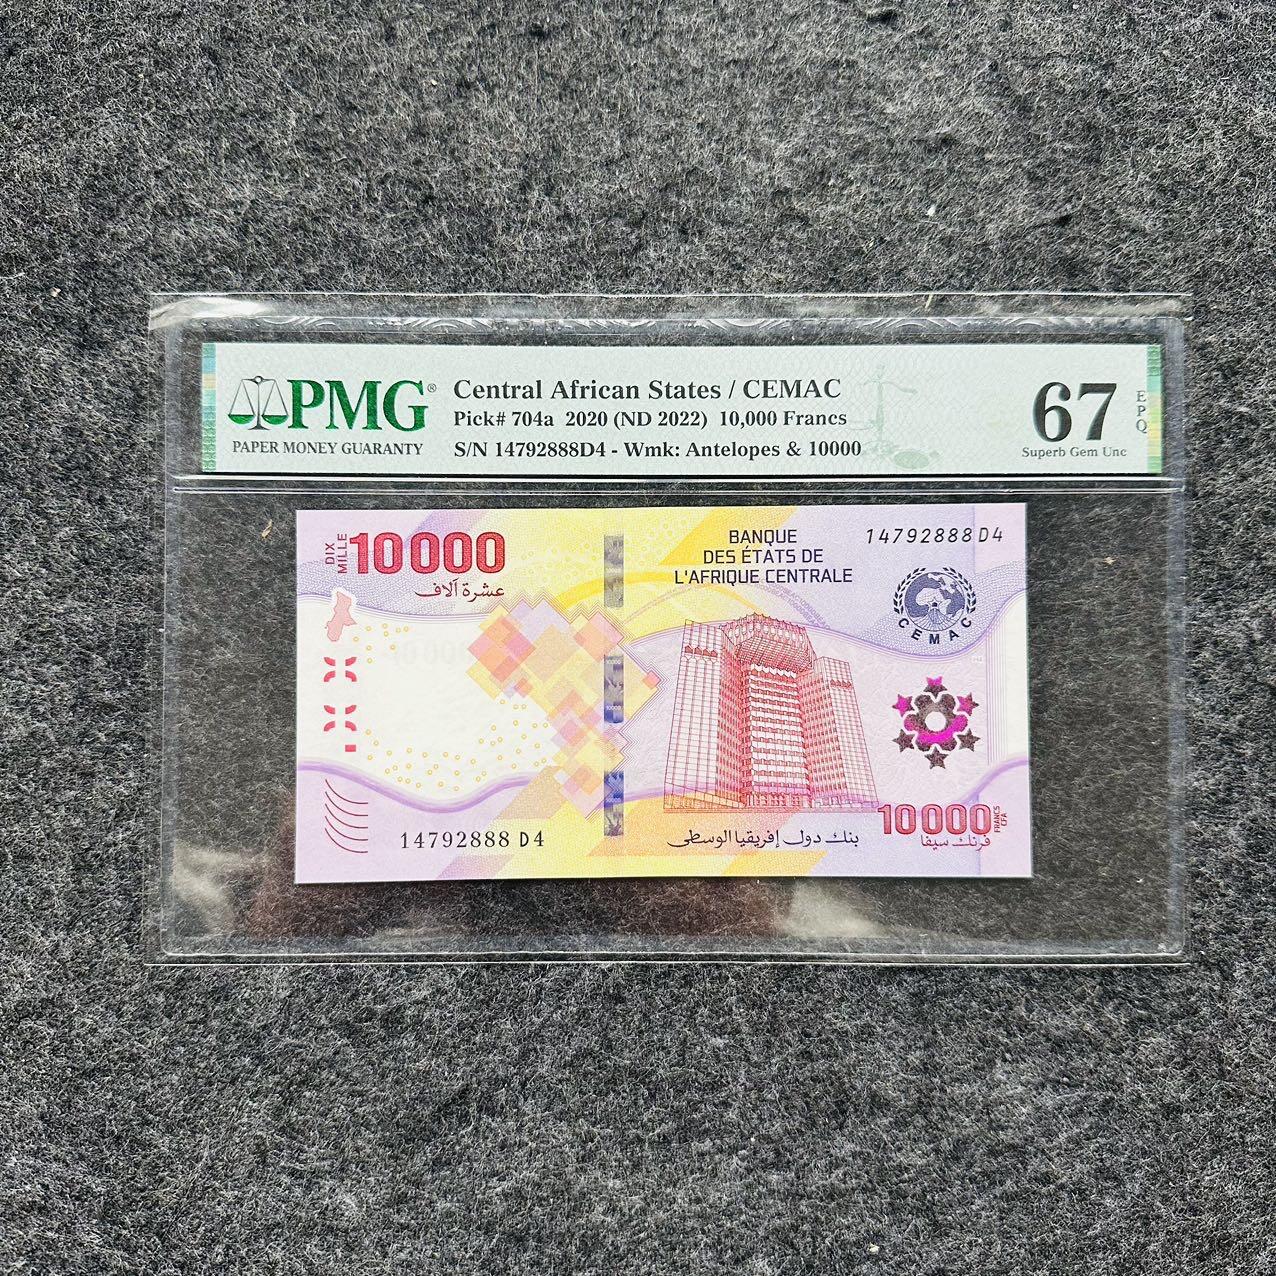 PMG®
PAPER MONEY GUARANTY
Central African States / CEMAC
Pick# 704a 2020 (ND 2022) 10,000 Francs
S/N 14792888D4 - Wmk: Antelopes & 10000
67
EPQ
Superb Gem Unc
DIX MILLE
10000
عشرة آلاف
BANQUE
DES ÉTATS DE
L'AFRIQUE CENTRALE
14792888 D4
CEMAC
14792888 D4
بنك دول إفريقيا الوسطى
10000
FRANCS CFA
فرنك سيفا